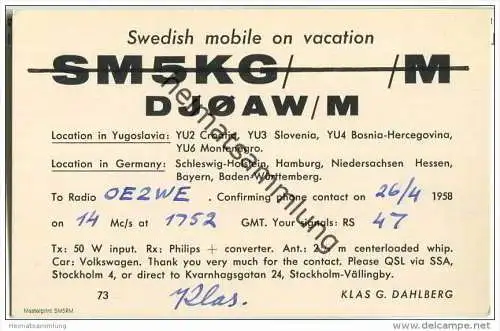 Swedish mobile on vacation
SM5KG/ /M
DJØAW/M
Location in Yugoslavia: YU2 Croatia, YU3 Slovenia, YU4 Bosnia-Hercegovina,
YU6 Montenegro.
Location in Germany: Schleswig-Holstein, Hamburg, Niedersachsen Hessen,
Bayern, Baden-Württemberg.
To Radio OE2WE . Confirming phone contact on 26/4 1958
on 14 Mc/s at 1752 GMT. Your signals: RS 47
Tx: 50 W input. Rx: Philips + converter. Ant.: m centerloaded whip.
Car: Volkswagen. Thank you very much for the contact. Please QSL via SSA,
Stockholm 4, or direct to Kvarnhagsgatan 24, Stockholm-Vällingby.
73 Klas. KLAS G. DAHLBERG
Masterprint SM5RM
heimatsammlung
Heimatsammlung